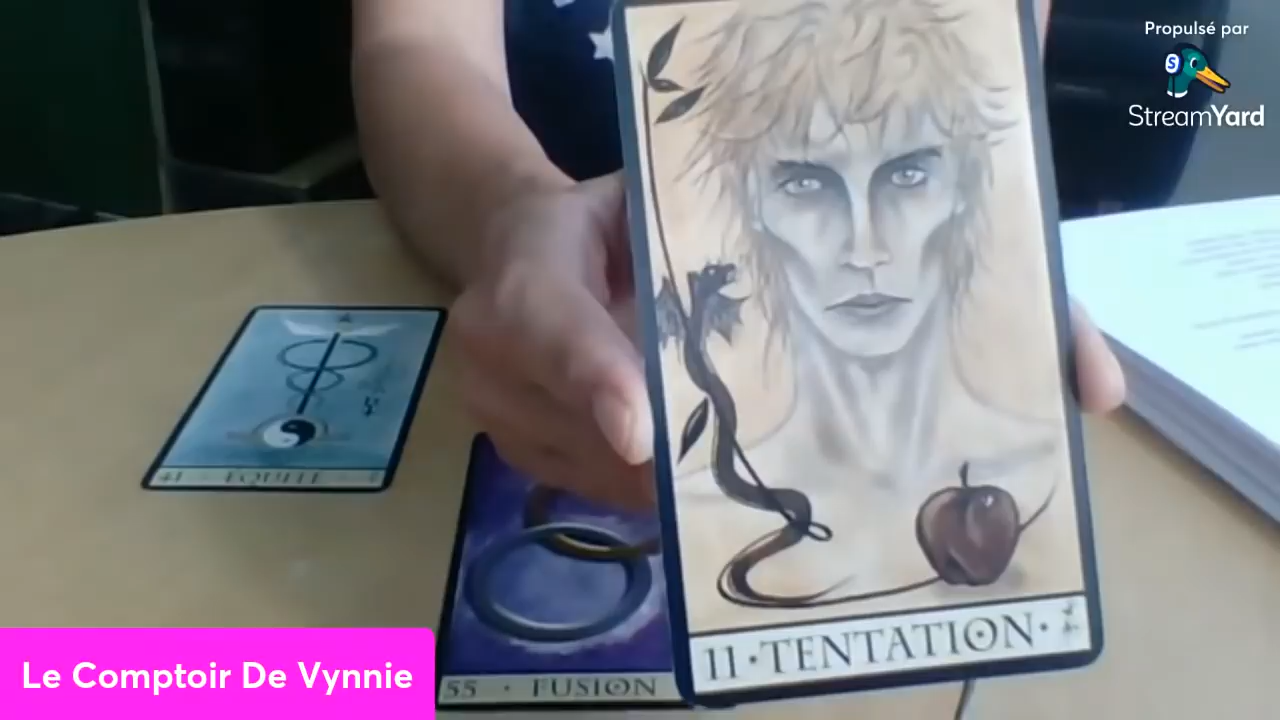 Propulsé par
StreamYard
41 EQUITE
55 · FUSION
11 · TENTATION ·
Le Comptoir De Vynnie